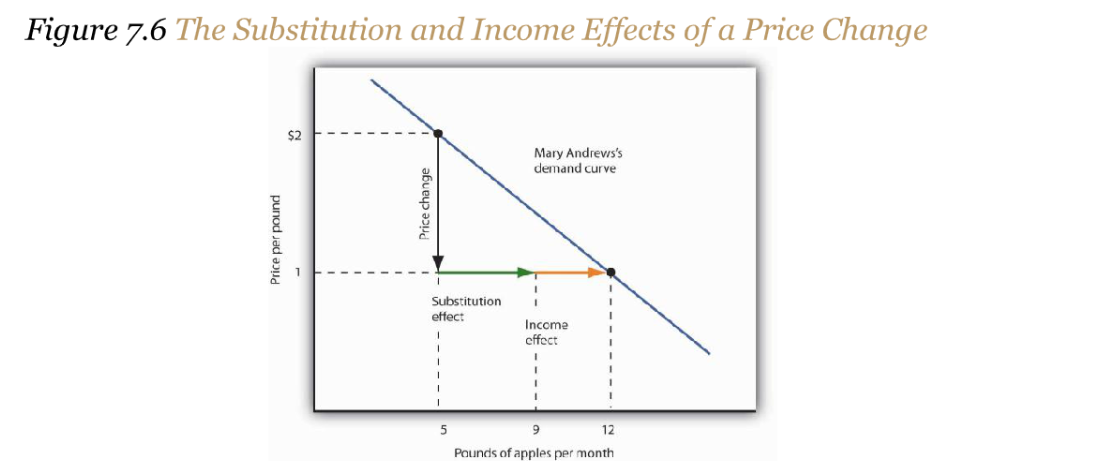 Figure 7.6 The Substitution and Income Effects of a Price Change
$2
Mary Andrews's
demand curve
Price change
Price per pound
1
Substitution
effect
Income
effect
5 9 12
Pounds of apples per month